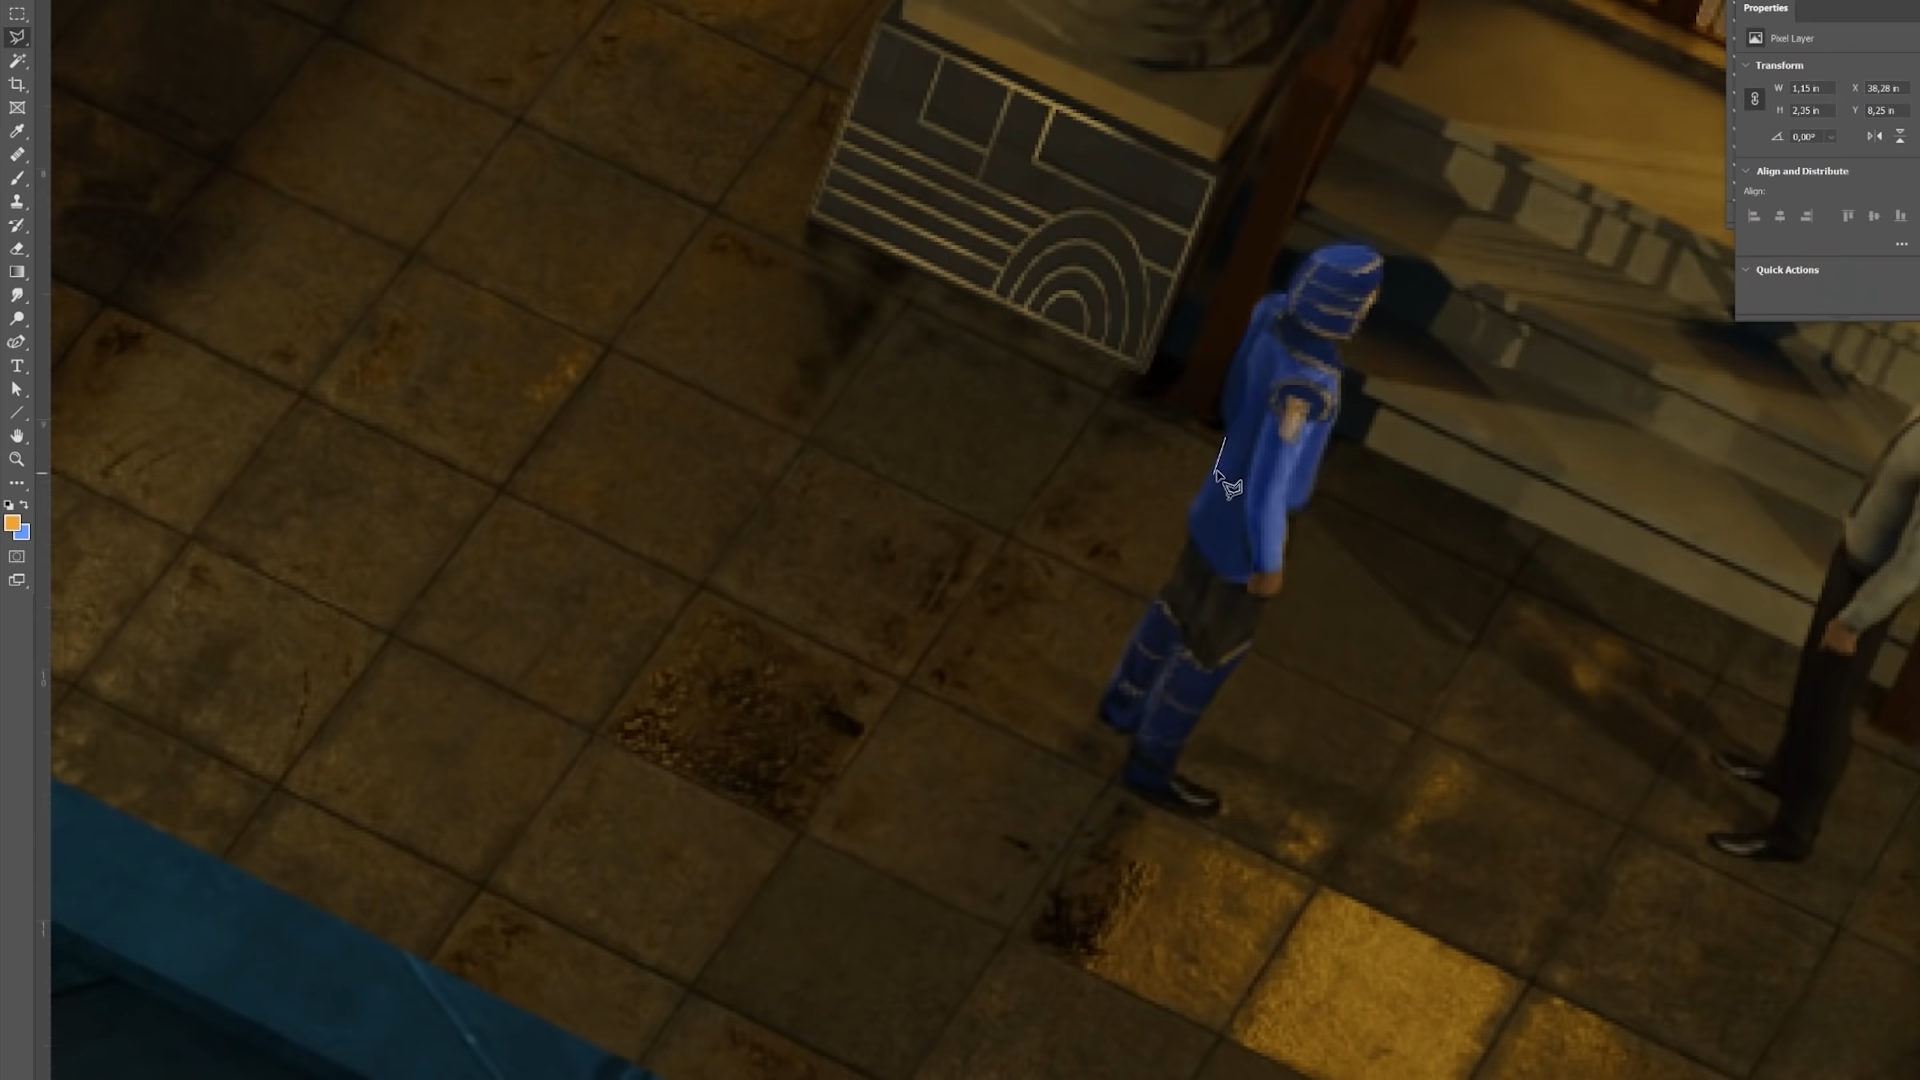 Properties
Pixel Layer
Transform
W 1,15 in X 38,28 in
H 2,35 in Y 8,25 in
0,00°
Align and Distribute
Align:
Quick Actions